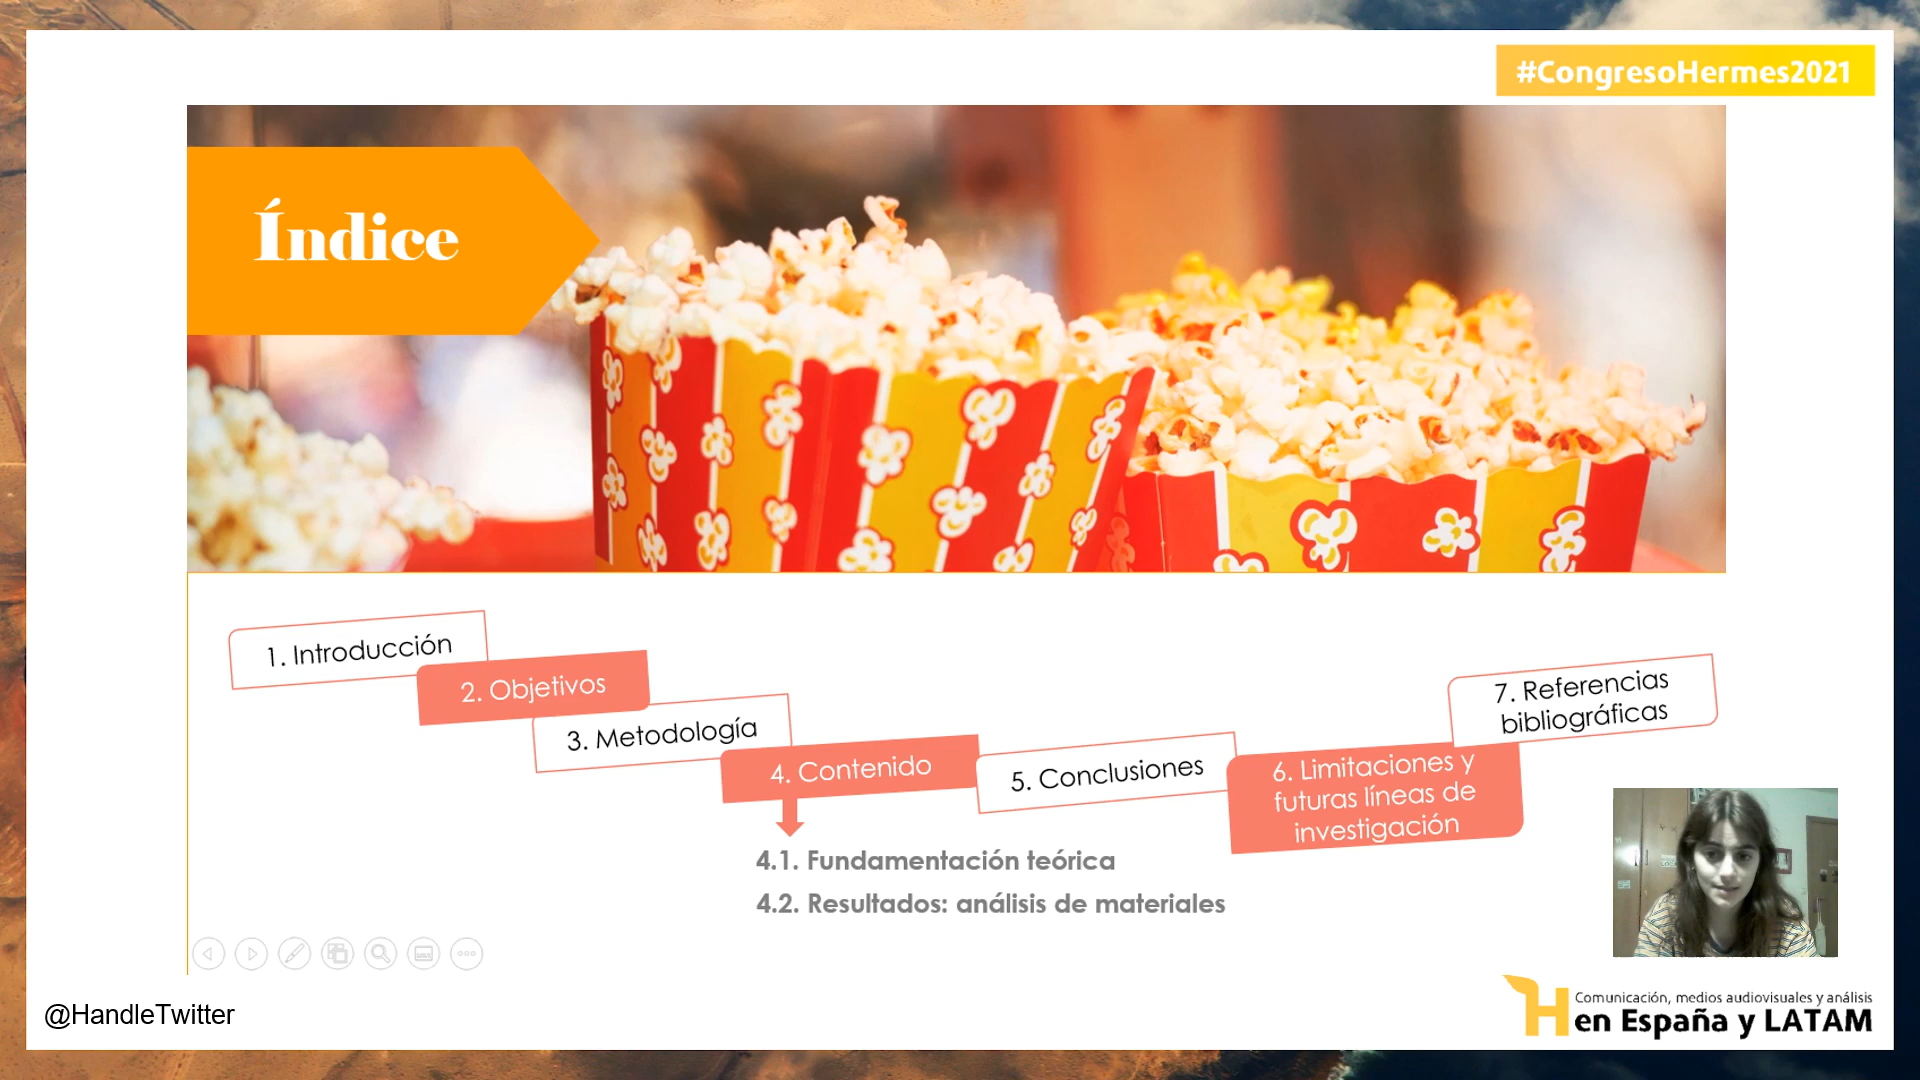 #CongresoHermes2021
Índice
1. Introducción
2. Objetivos
3. Metodología
4. Contenido
5. Conclusiones
6. Limitaciones y
futuras líneas de
investigación
7. Referencias
bibliográficas
4.1. Fundamentación teórica
4.2. Resultados: análisis de materiales
@HandleTwitter
Comunicación, medios audiovisuales y análisis
H en España y LATAM